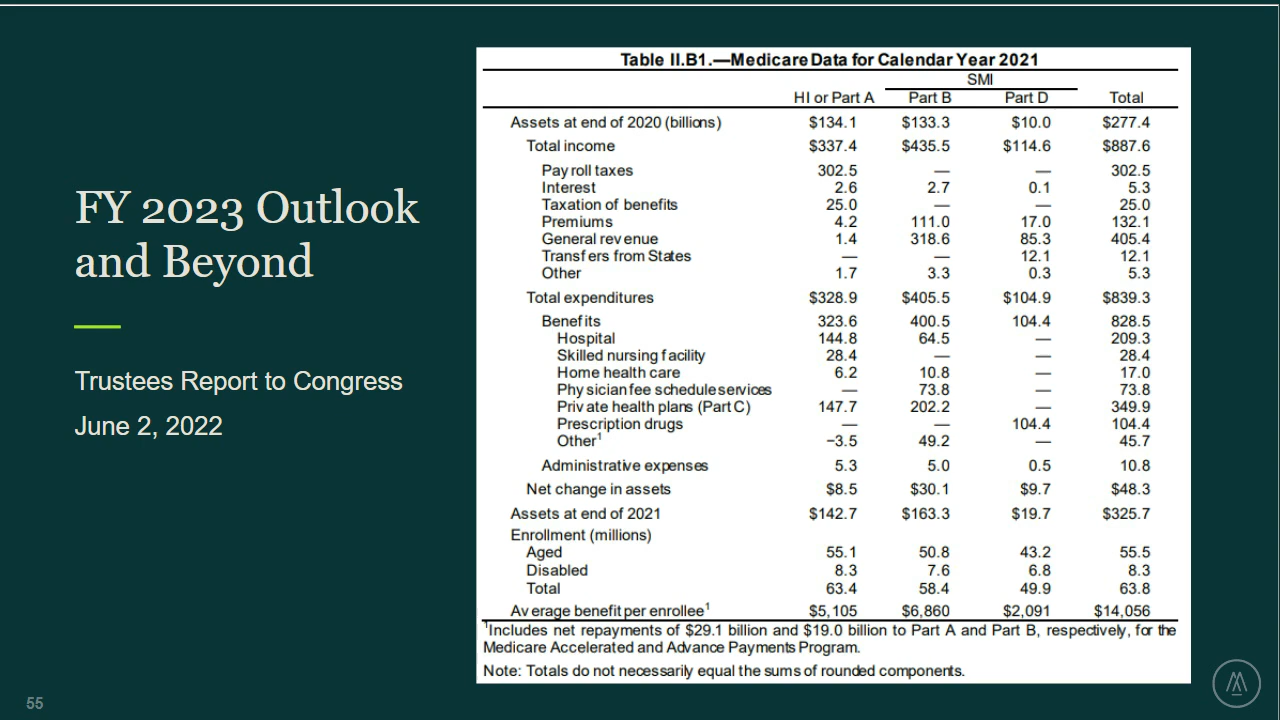 FY 2023 Outlook
and Beyond
Trustees Report to Congress
June 2, 2022
Table II.B1.—Medicare Data for Calendar Year 2021
SMI
HI or Part A Part B Part D Total
Assets at end of 2020 (billions) $134.1 $133.3 $10.0 $277.4
Total income $337.4 $435.5 $114.6 $887.6
Payroll taxes 302.5 — — 302.5
Interest 2.6 2.7 0.1 5.3
Taxation of benefits 25.0 — — 25.0
Premiums 4.2 111.0 17.0 132.1
General revenue 1.4 318.6 85.3 405.4
Transfers from States — — 12.1 12.1
Other 1.7 3.3 0.3 5.3
Total expenditures $328.9 $405.5 $104.9 $839.3
Benefits 323.6 400.5 104.4 828.5
Hospital 144.8 64.5 — 209.3
Skilled nursing facility 28.4 — — 28.4
Home health care 6.2 10.8 — 17.0
Physician fee schedule services — 73.8 — 73.8
Private health plans (Part C) 147.7 202.2 — 349.9
Prescription drugs — — 104.4 104.4
Other¹ −3.5 49.2 — 45.7
Administrative expenses 5.3 5.0 0.5 10.8
Net change in assets $8.5 $30.1 $9.7 $48.3
Assets at end of 2021 $142.7 $163.3 $19.7 $325.7
Enrollment (millions)
Aged 55.1 50.8 43.2 55.5
Disabled 8.3 7.6 6.8 8.3
Total 63.4 58.4 49.9 63.8
Average benefit per enrollee¹ $5,105 $6,860 $2,091 $14,056
¹Includes net repayments of $29.1 billion and $19.0 billion to Part A and Part B, respectively, for the
Medicare Accelerated and Advance Payments Program.
Note: Totals do not necessarily equal the sums of rounded components.
55